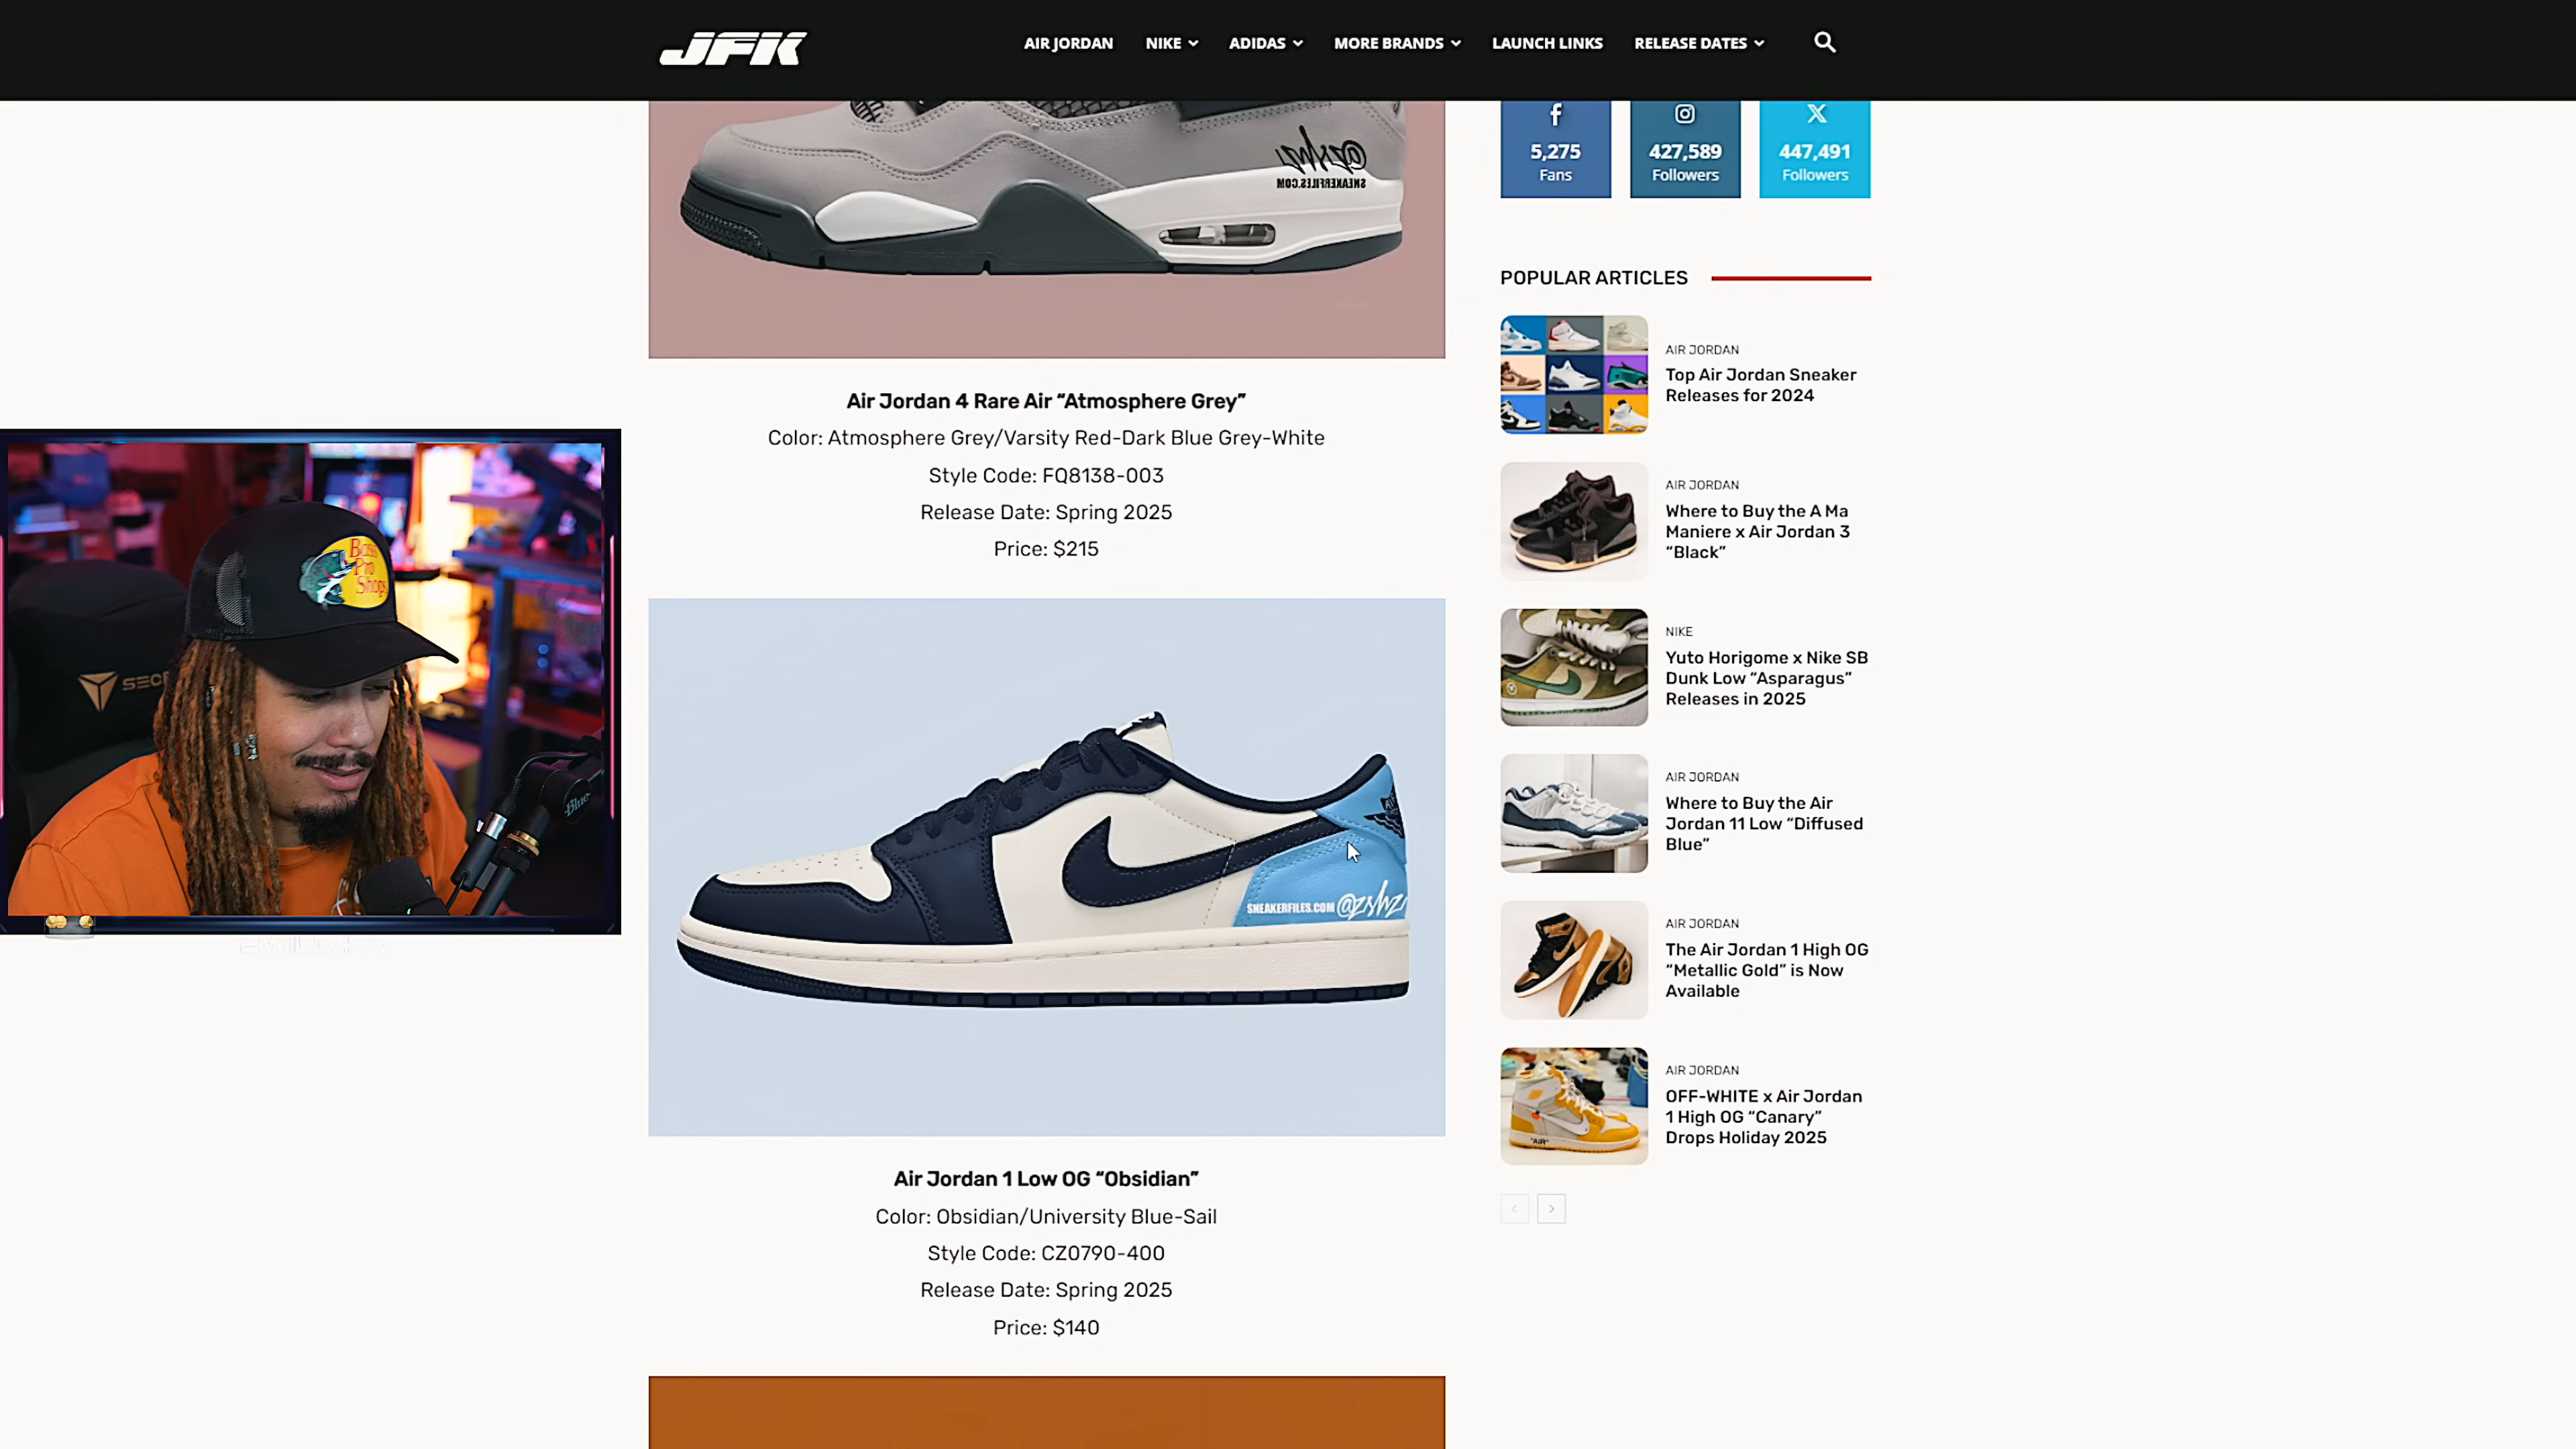 JFK
AIR JORDAN NIKE ADIDAS MORE BRANDS LAUNCH LINKS RELEASE DATES
5,275
Fans
427,589
Followers
447,491
Followers
SNEAKERFILES.COM
Air Jordan 4 Rare Air “Atmosphere Grey”
Color: Atmosphere Grey/Varsity Red-Dark Blue Grey-White
Style Code: FQ8138-003
Release Date: Spring 2025
Price: $215
Bass
Pro
Shops
Blue
SNEAKERFILES.COM
Air Jordan 1 Low OG “Obsidian”
Color: Obsidian/University Blue-Sail
Style Code: CZ0790-400
Release Date: Spring 2025
Price: $140
POPULAR ARTICLES
AIR JORDAN
Top Air Jordan Sneaker
Releases for 2024
AIR JORDAN
Where to Buy the A Ma
Maniere x Air Jordan 3
“Black”
NIKE
Yuto Horigome x Nike SB
Dunk Low “Asparagus”
Releases in 2025
AIR JORDAN
Where to Buy the Air
Jordan 11 Low “Diffused
Blue”
AIR JORDAN
The Air Jordan 1 High OG
“Metallic Gold” is Now
Available
AIR JORDAN
OFF-WHITE x Air Jordan
1 High OG “Canary”
Drops Holiday 2025
"AIR"